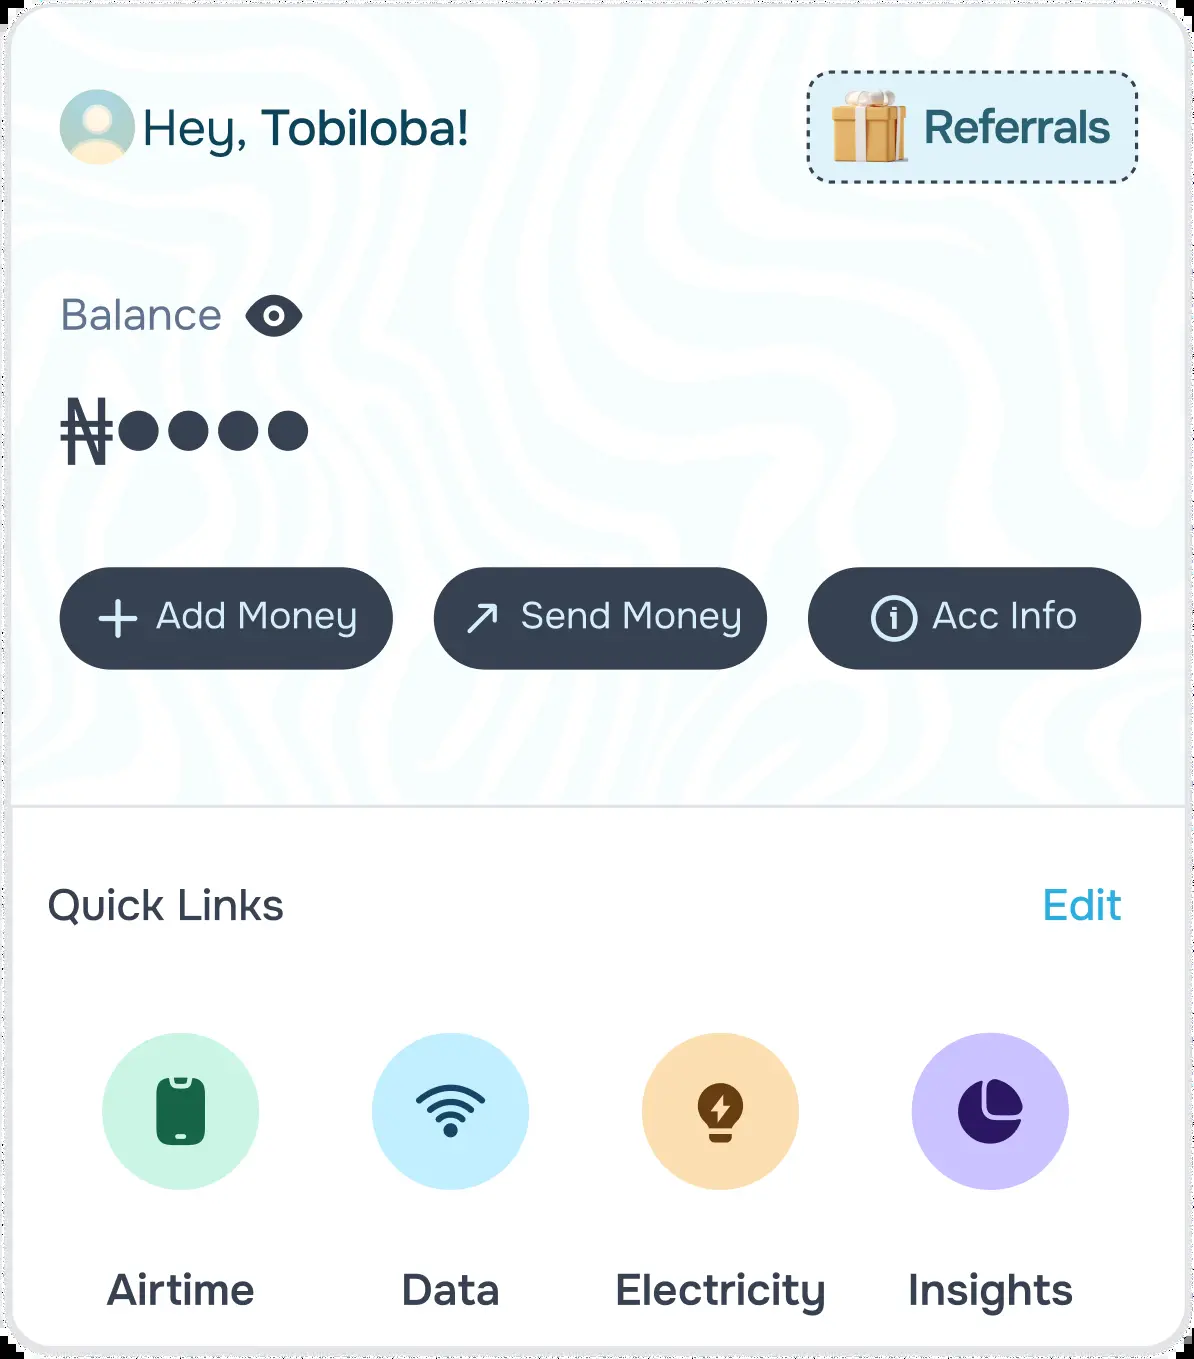 Hey, Tobiloba!
Referrals
Balance
₦●●●●
Add Money
Send Money
Acc Info
Quick Links
Edit
Airtime
Data
Electricity
Insights